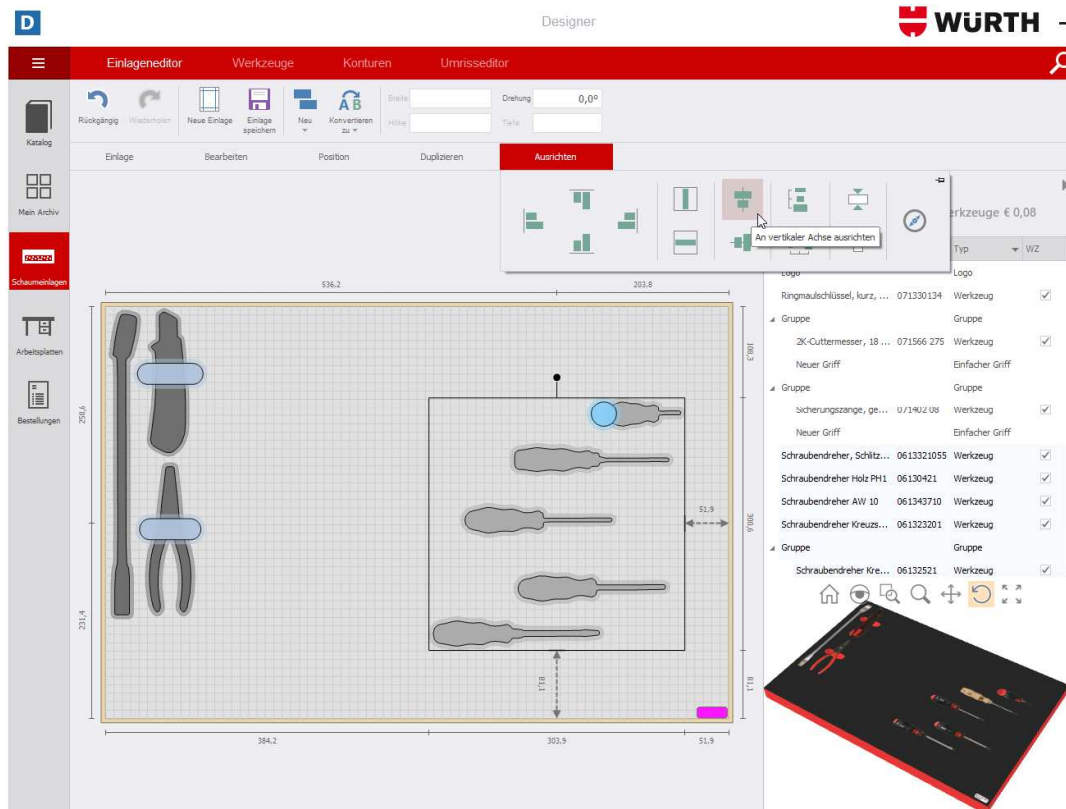 D
Designer
WÜRTH
Einlageneditor
Werkzeuge
Konturen
Umrisseditor
Katalog
Mein Archiv
Schaumeinlagen
Arbeitsplatten
Bestellungen
Rückgängig
Wiederholen
Neue Einlage
Einlage
speichern
Neu
Konvertieren
zu
A B
Breite
Höhe
Drehung 0,0°
Tiefe
Einlage
Bearbeiten
Position
Duplizieren
Ausrichten
An vertikaler Achse ausrichten
erkzeuge € 0,08
Typ
WZ
Logo Logo
Ringmaulschlüssel, kurz, ... 071330134 Werkzeug
Gruppe Gruppe
2K-Cuttermesser, 18 ... 071566 275 Werkzeug
Neuer Griff Einfacher Griff
Gruppe Gruppe
Sicherungszange, ge... 071402 08 Werkzeug
Neuer Griff Einfacher Griff
Schraubendreher, Schlitz... 0613321055 Werkzeug
Schraubendreher Holz PH1 06130421 Werkzeug
Schraubendreher AW 10 061343710 Werkzeug
Schraubendreher Kreuzs... 061323201 Werkzeug
Gruppe Gruppe
Schraubendreher Kre... 06132521 Werkzeug
536,2
203,8
258,6
231,4
108,3
300,6
81,1
51,9
81,1
384,2
303,9
51,9